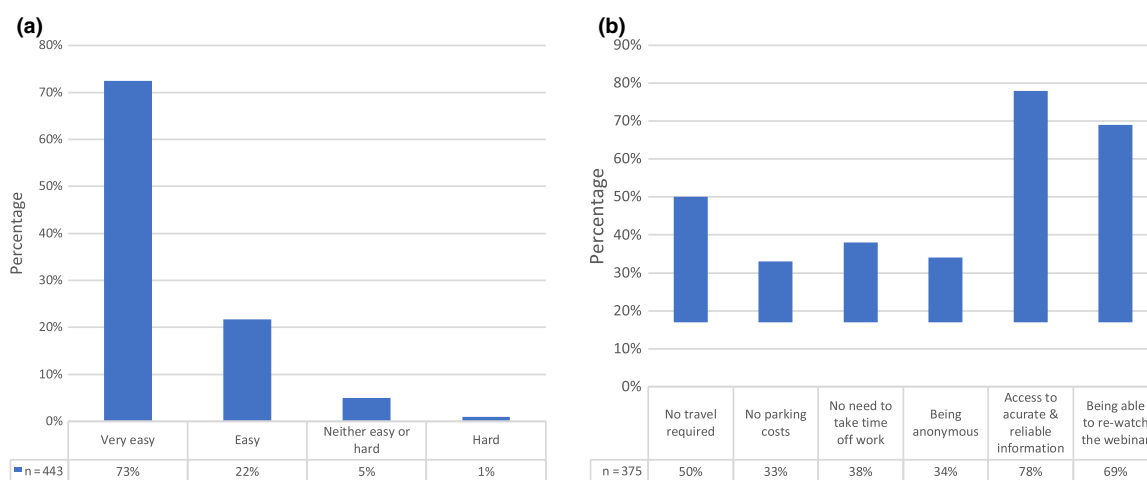 (a)
80%
70%
60%
50%
40%
30%
20%
10%
0%
Percentage
Very easy
Easy
Neither easy or
hard
Hard
n = 443
73%
22%
5%
1%
(b)
90%
80%
70%
60%
50%
40%
30%
20%
10%
0%
Percentage
No travel
required
No parking
costs
No need to
take time
off work
Being
anonymous
Access to
acurate &
reliable
information
Being able
to re-watch
the webinar
n = 375
50%
33%
38%
34%
78%
69%